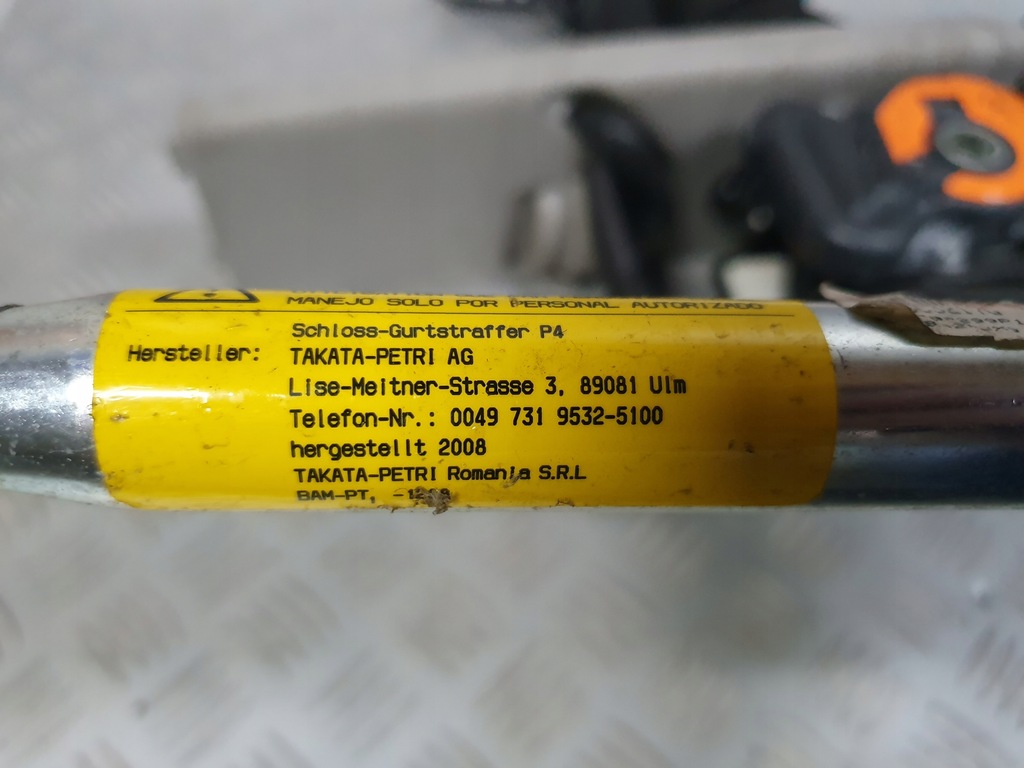 MANEJO SOLO POR PERSONAL AUTORIZADO
Schloss-Gurtstraffer P4
Hersteller: TAKATA-PETRI AG
Lise-Meitner-Strasse 3, 89081 Ulm
Telefon-Nr.: 0049 731 9532-5100
hergestellt 2008
TAKATA-PETRI Romania S.R.L
BAM-PT,